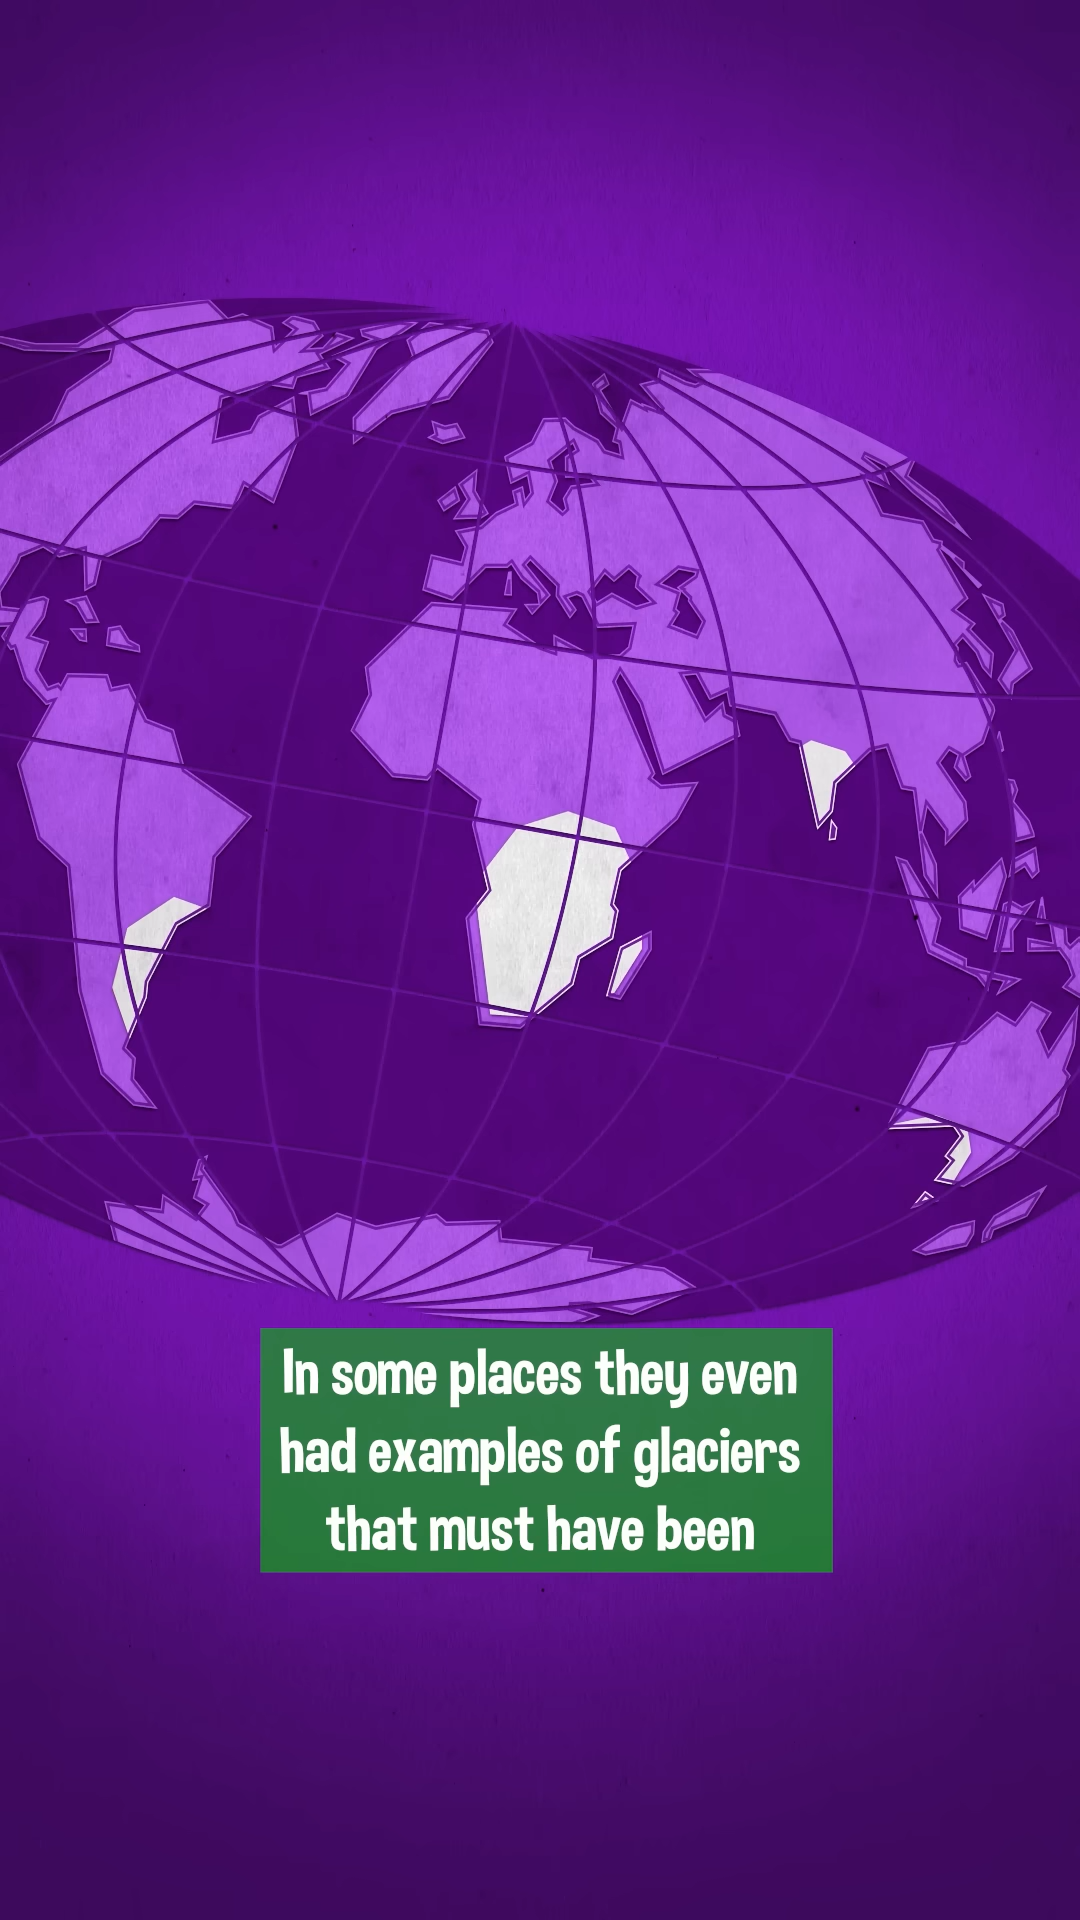 In some places they even
had examples of glaciers
that must have been